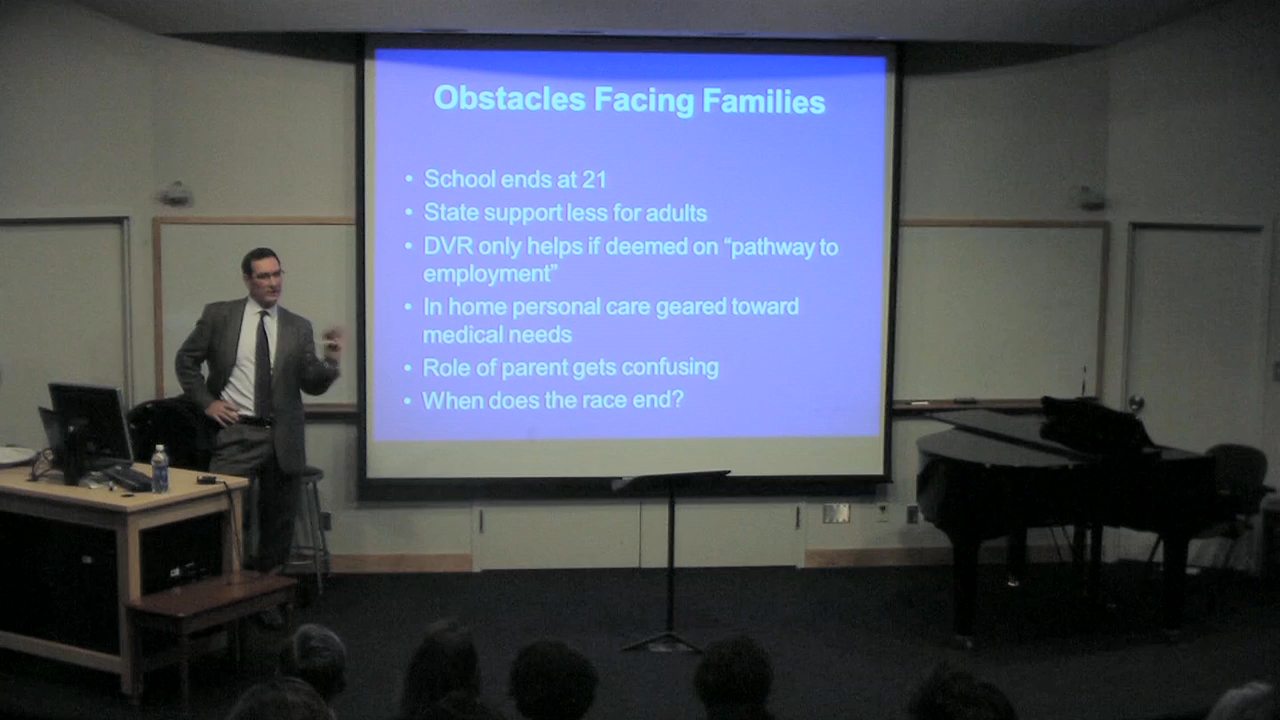 Obstacles Facing Families
• School ends at 21
• State support less for adults
• DVR only helps if deemed on “pathway to
employment”
• In home personal care geared toward
medical needs
• Role of parent gets confusing
• When does the race end?